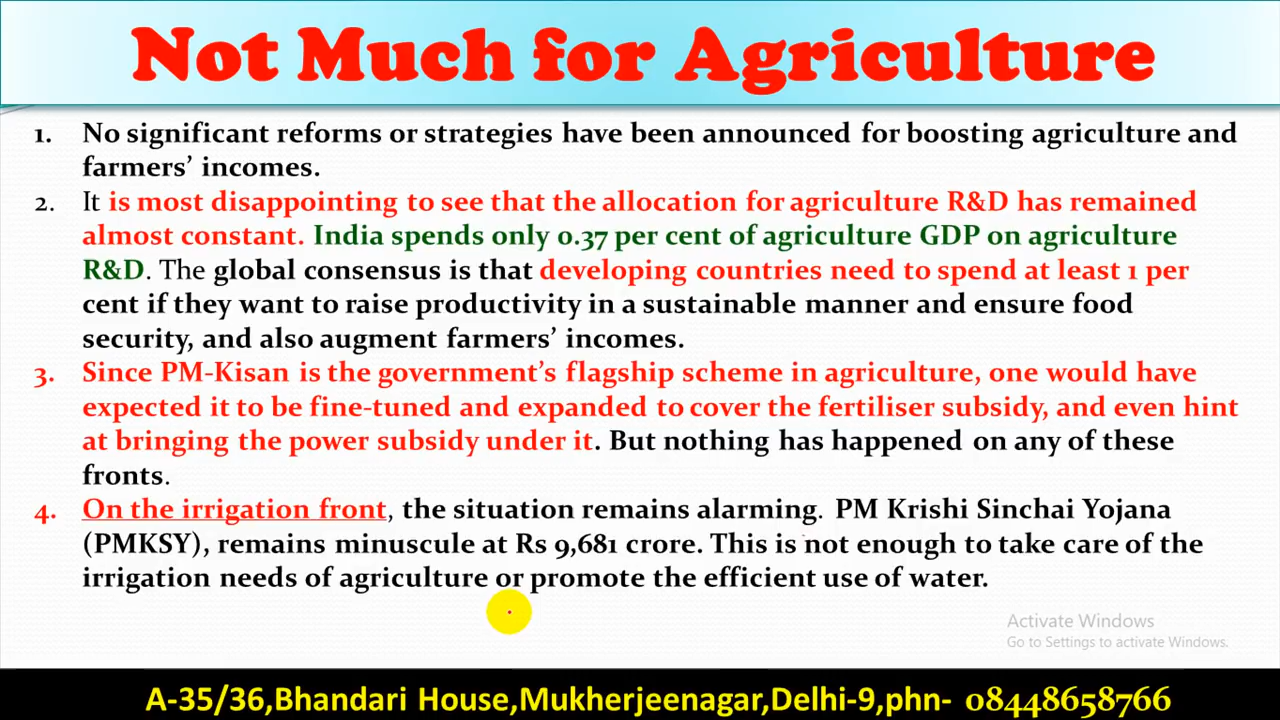 Not Much for Agriculture
1. No significant reforms or strategies have been announced for boosting agriculture and
farmers’ incomes.
2. It is most disappointing to see that the allocation for agriculture R&D has remained
almost constant. India spends only 0.37 per cent of agriculture GDP on agriculture
R&D. The global consensus is that developing countries need to spend at least 1 per
cent if they want to raise productivity in a sustainable manner and ensure food
security, and also augment farmers’ incomes.
3. Since PM-Kisan is the government’s flagship scheme in agriculture, one would have
expected it to be fine-tuned and expanded to cover the fertiliser subsidy, and even hint
at bringing the power subsidy under it. But nothing has happened on any of these
fronts.
4. On the irrigation front, the situation remains alarming. PM Krishi Sinchai Yojana
(PMKSY), remains minuscule at Rs 9,681 crore. This is not enough to take care of the
irrigation needs of agriculture or promote the efficient use of water.
Activate Windows
Go to Settings to activate Windows.
A-35/36,Bhandari House,Mukherjeenagar,Delhi-9,phn- 08448658766